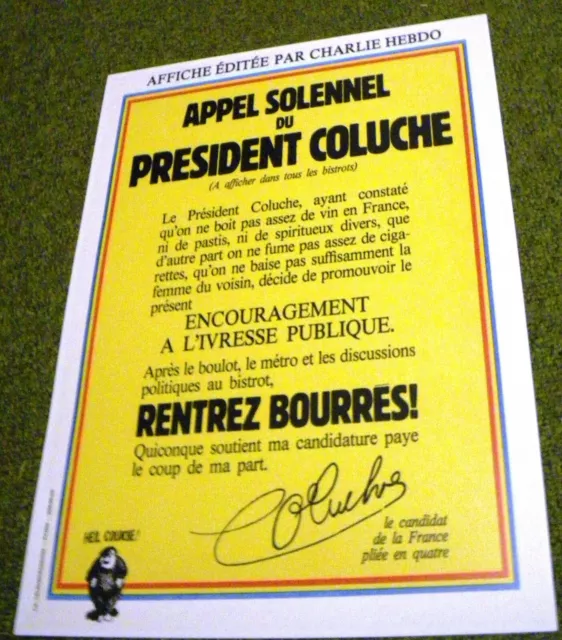 AFFICHE ÉDITÉE PAR CHARLIE HEBDO
APPEL SOLENNEL
DU
PRESIDENT COLUCHE
(A afficher dans tous les bistrots)
Le Président Coluche, ayant constaté
qu'on ne boit pas assez de vin en France,
ni de pastis, ni de spiritueux divers, que
d'autre part on ne fume pas assez de ciga-
rettes, qu'on ne baise pas suffisamment la
femme du voisin, décide de promouvoir le
présent
ENCOURAGEMENT
A L'IVRESSE PUBLIQUE.
Après le boulot, le métro et les discussions
politiques au bistrot,
RENTREZ BOURRÉS!
Quiconque soutient ma candidature paye
le coup de ma part.
Coluche
le candidat
de la France
pliée en quatre